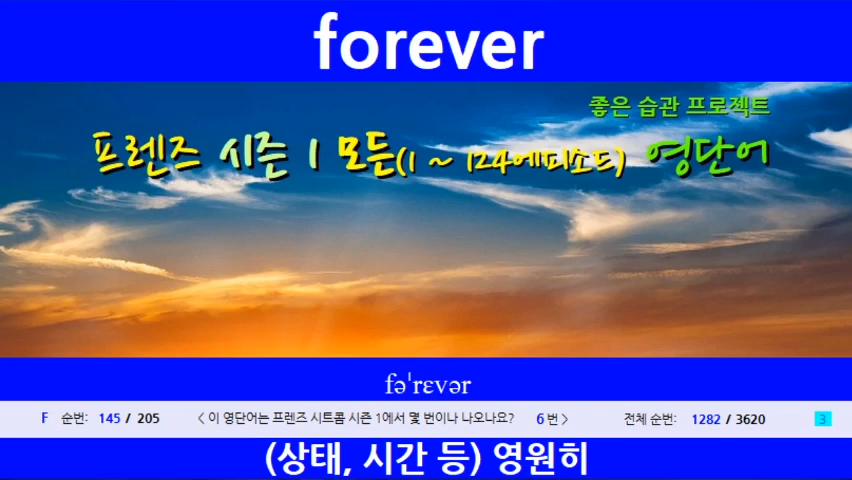 forever
좋은 습관 프로젝트
프렌즈 시즌 1 모든(1 ~ 124에피소드) 영단어
fəˈrɛvər
F 순번: 145 / 205 < 이 영단어는 프렌즈 시트콤 시즌 1에서 몇 번이나 나오나요? 6 번 > 전체 순번: 1282 / 3620 3
(상태, 시간 등) 영원히